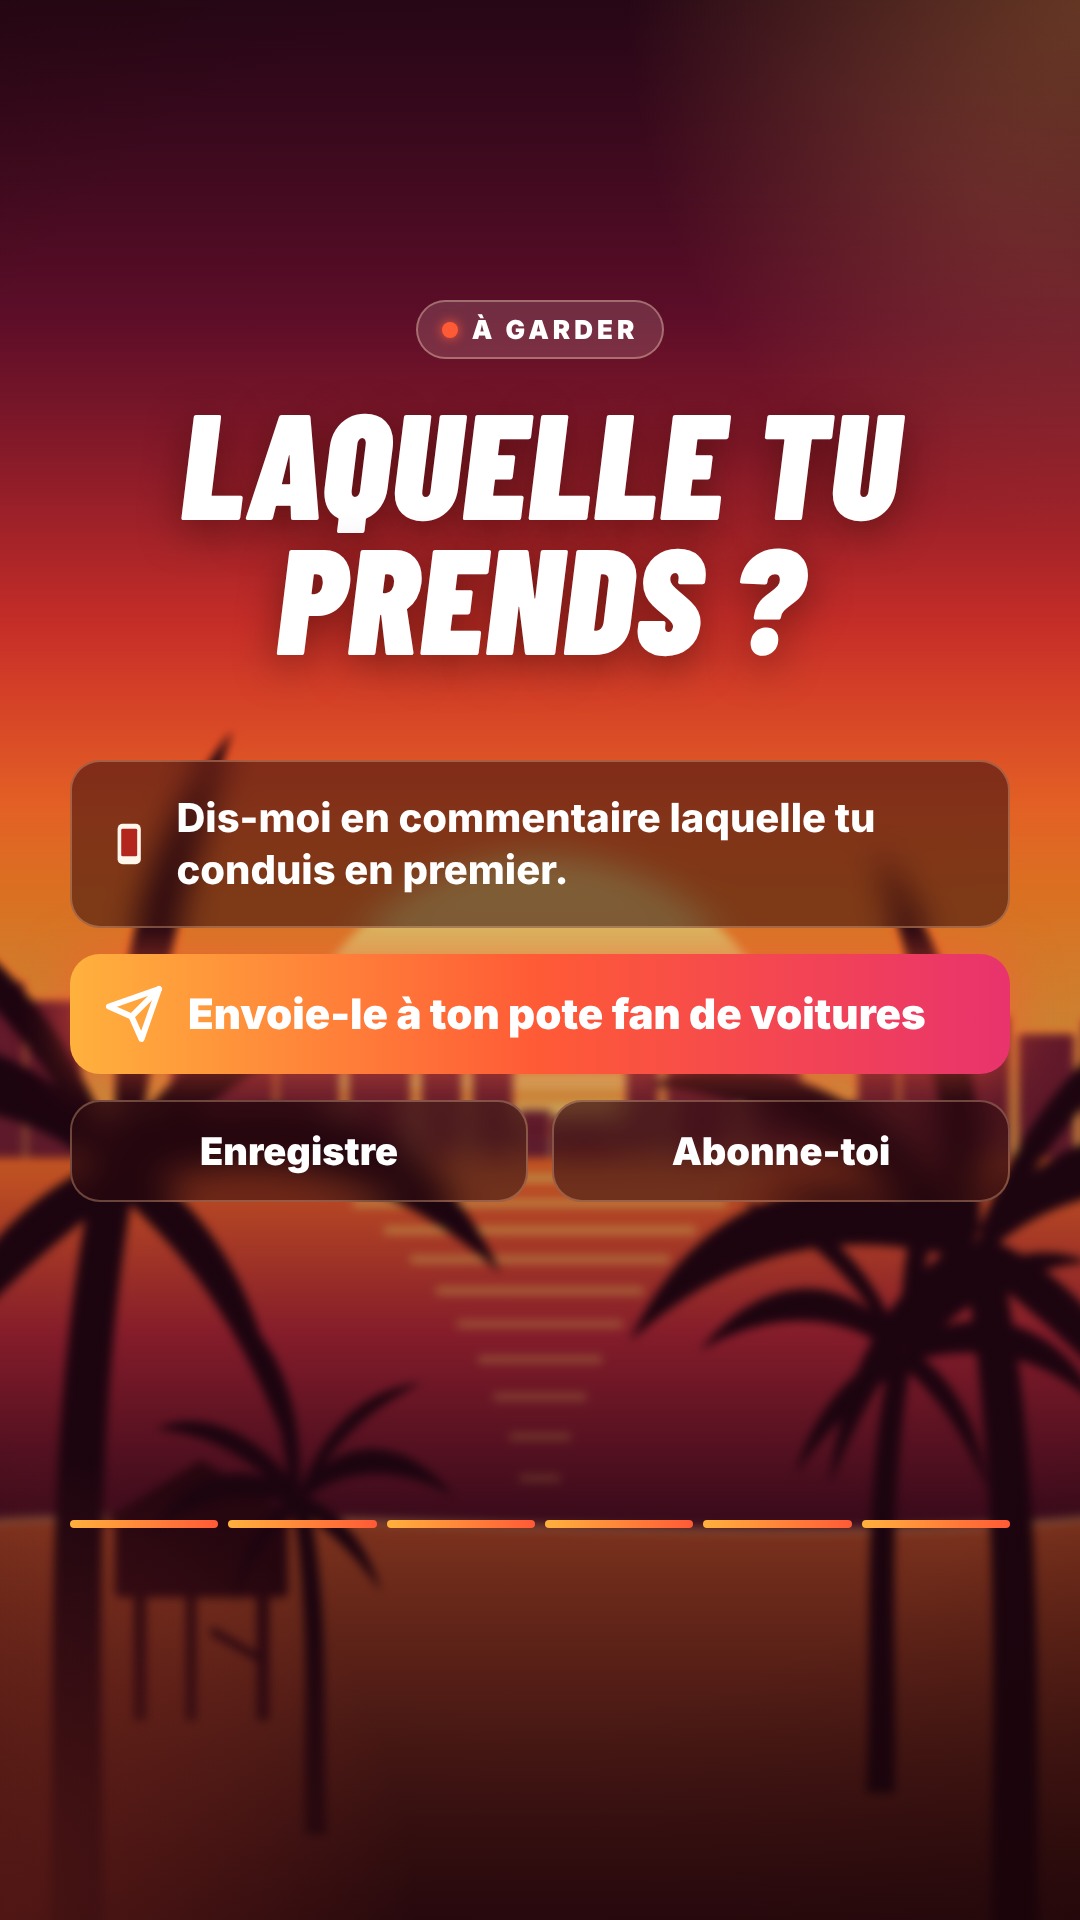 À GARDER
LAQUELLE TU
PRENDS ?
Dis-moi en commentaire laquelle tu
conduis en premier.
Envoie-le à ton pote fan de voitures
Enregistre
Abonne-toi